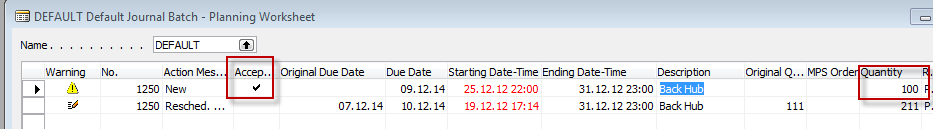 DEFAULT Default Journal Batch - Planning Worksheet
Name . . . . . . . . . . DEFAULT
Warning No. Action Mes... Accep... Original Due Date Due Date Starting Date-Time Ending Date-Time Description Original Q... MPS Order Quantity R.
1250 New 09.12.14 25.12.12 22:00 31.12.12 23:00 Back Hub 100 P.
1250 Resched. ... 07.12.14 10.12.14 19.12.12 17:14 31.12.12 23:00 Back Hub 111 211 P.